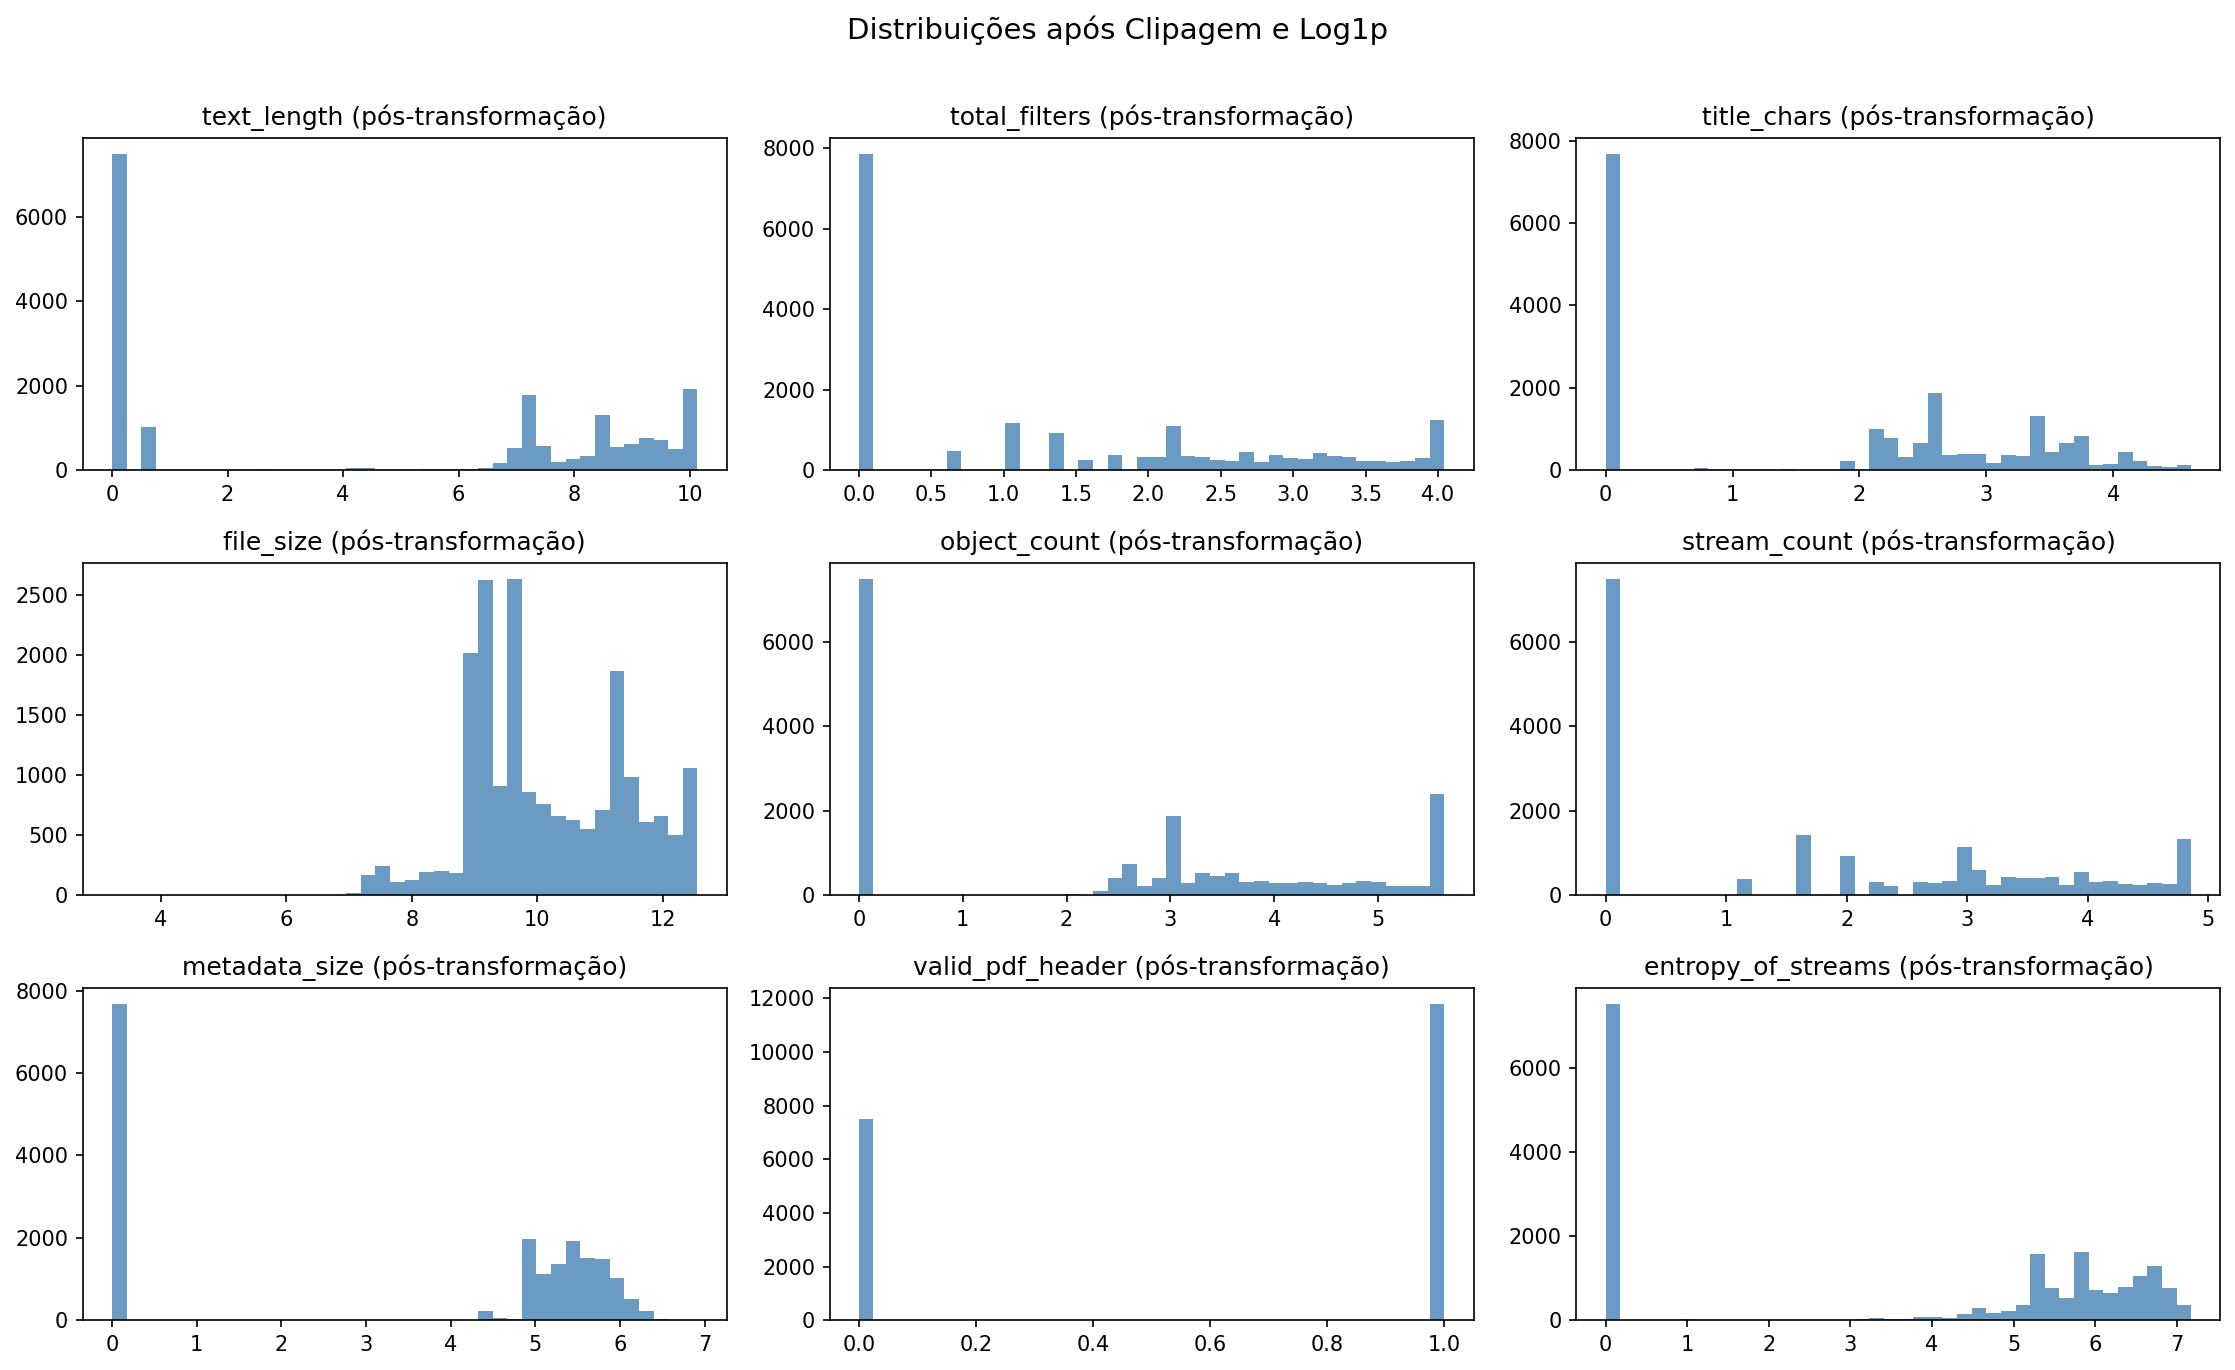 Distribuições após Clipagem e Log1p
text_length (pós-transformação)
6000
4000
2000
0
0 2 4 6 8 10
total_filters (pós-transformação)
8000
6000
4000
2000
0
0.0 0.5 1.0 1.5 2.0 2.5 3.0 3.5 4.0
title_chars (pós-transformação)
8000
6000
4000
2000
0
0 1 2 3 4
file_size (pós-transformação)
2500
2000
1500
1000
500
0
4 6 8 10 12
object_count (pós-transformação)
6000
4000
2000
0
0 1 2 3 4 5
stream_count (pós-transformação)
6000
4000
2000
0
0 1 2 3 4 5
metadata_size (pós-transformação)
8000
6000
4000
2000
0
0 1 2 3 4 5 6 7
valid_pdf_header (pós-transformação)
12000
10000
8000
6000
4000
2000
0
0.0 0.2 0.4 0.6 0.8 1.0
entropy_of_streams (pós-transformação)
6000
4000
2000
0
0 1 2 3 4 5 6 7